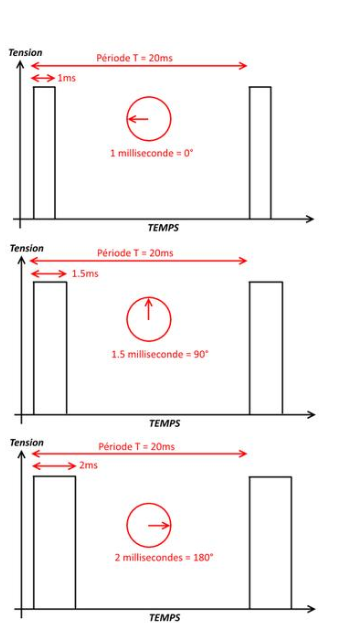 Tension
Période T = 20ms
1ms
1 milliseconde = 0°
TEMPS
Tension
Période T = 20ms
1.5ms
1.5 milliseconde = 90°
TEMPS
Tension
Période T = 20ms
2ms
2 millisecondes = 180°
TEMPS